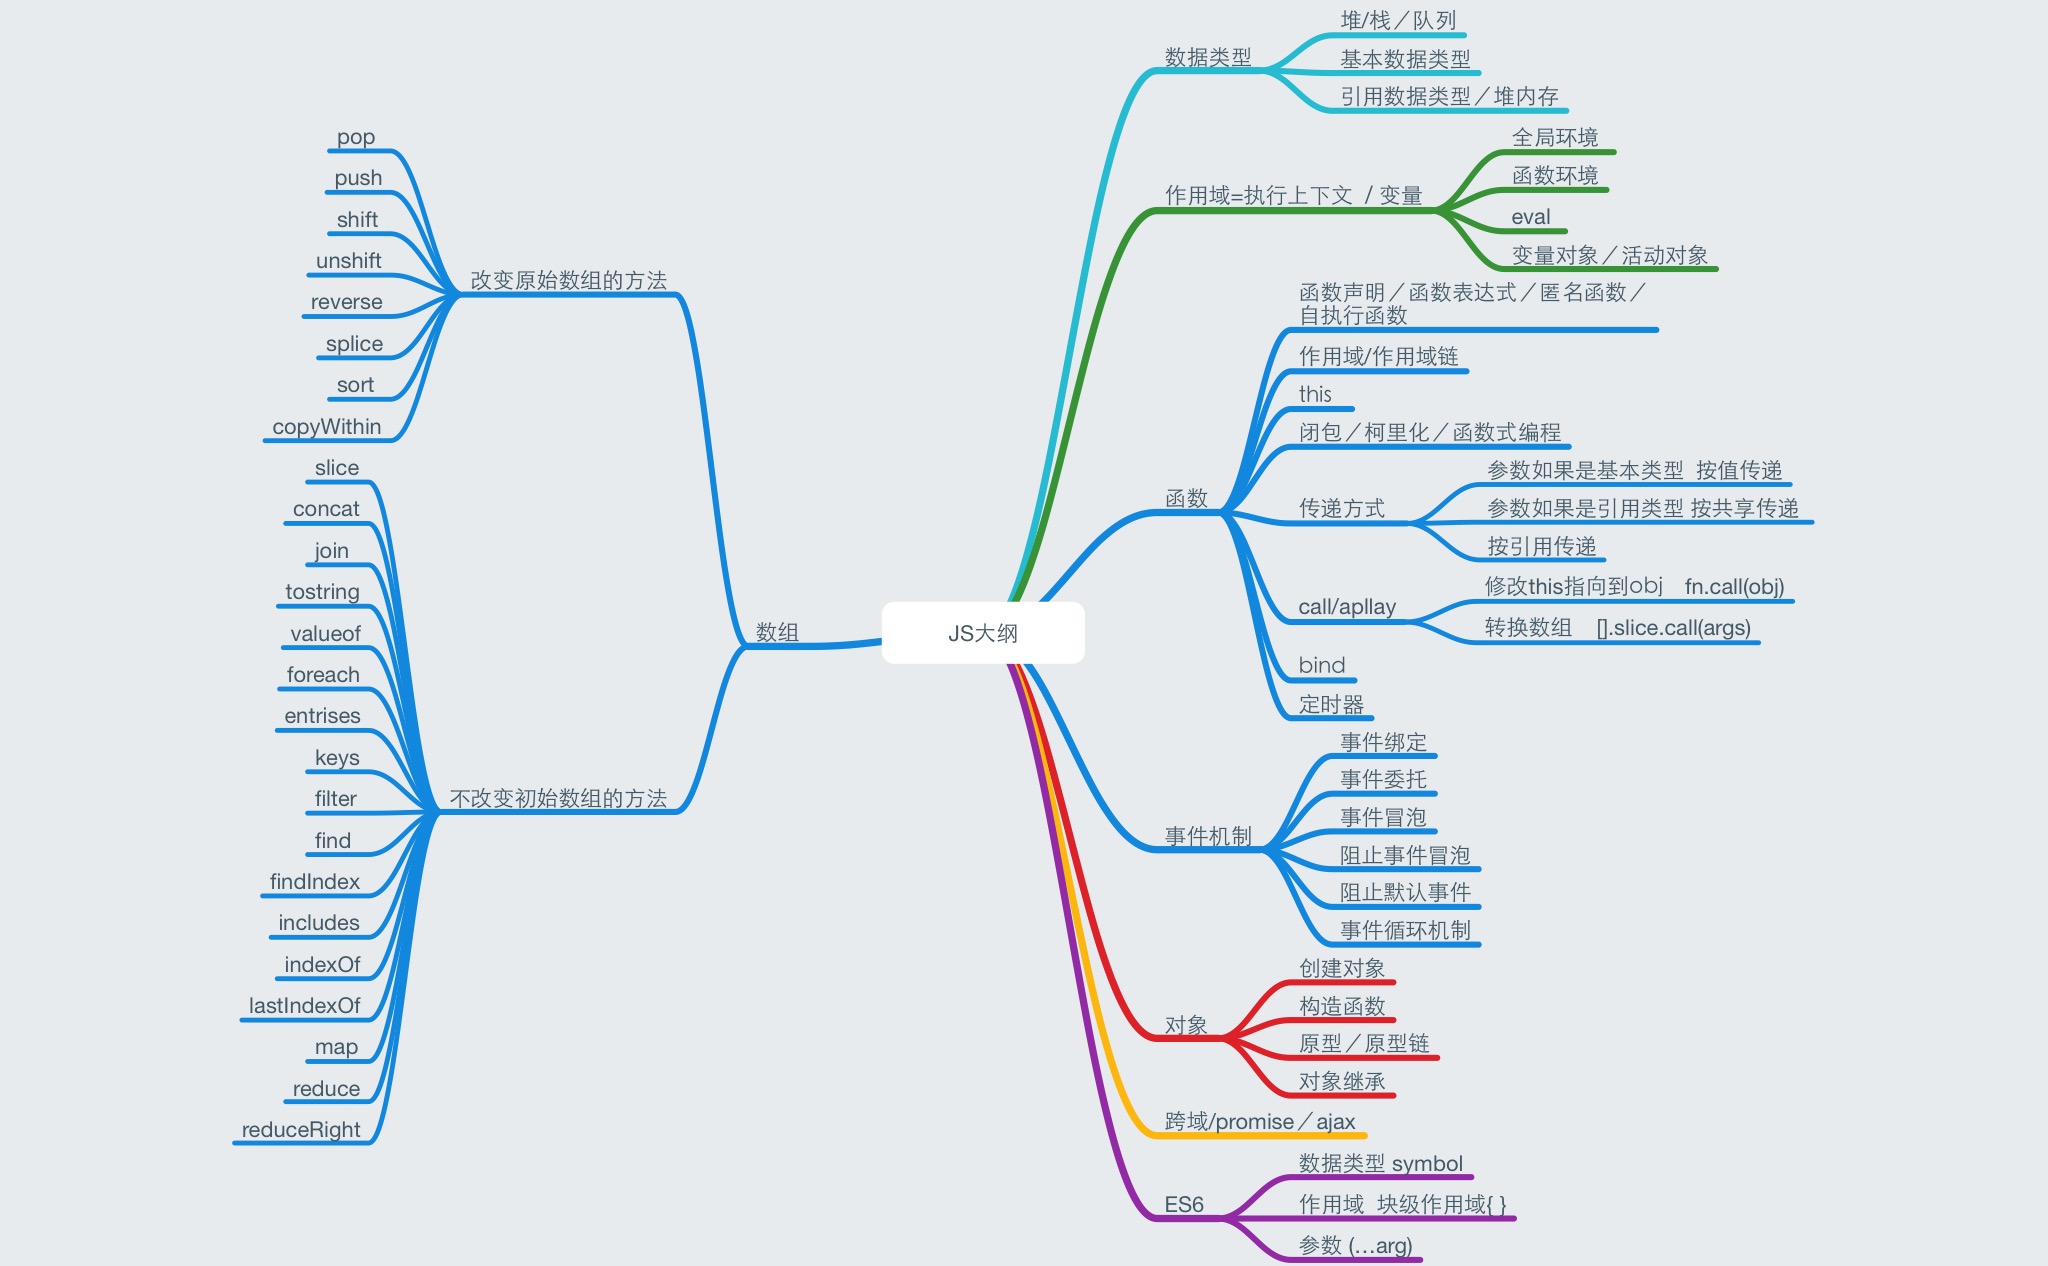 JS大纲
数据类型
堆/栈／队列
基本数据类型
引用数据类型／堆内存
作用域=执行上下文 / 变量
全局环境
函数环境
eval
变量对象／活动对象
函数
函数声明／函数表达式／匿名函数／
自执行函数
作用域/作用域链
this
闭包／柯里化／函数式编程
传递方式
参数如果是基本类型 按值传递
参数如果是引用类型 按共享传递
按引用传递
call/apllay
修改this指向到obj fn.call(obj)
转换数组 [].slice.call(args)
bind
定时器
事件机制
事件绑定
事件委托
事件冒泡
阻止事件冒泡
阻止默认事件
事件循环机制
对象
创建对象
构造函数
原型／原型链
对象继承
跨域/promise／ajax
ES6
数据类型 symbol
作用域 块级作用域{ }
参数 (…arg)
数组
改变原始数组的方法
pop
push
shift
unshift
reverse
splice
sort
copyWithin
不改变初始数组的方法
slice
concat
join
tostring
valueof
foreach
entrises
keys
filter
find
findIndex
includes
indexOf
lastIndexOf
map
reduce
reduceRight